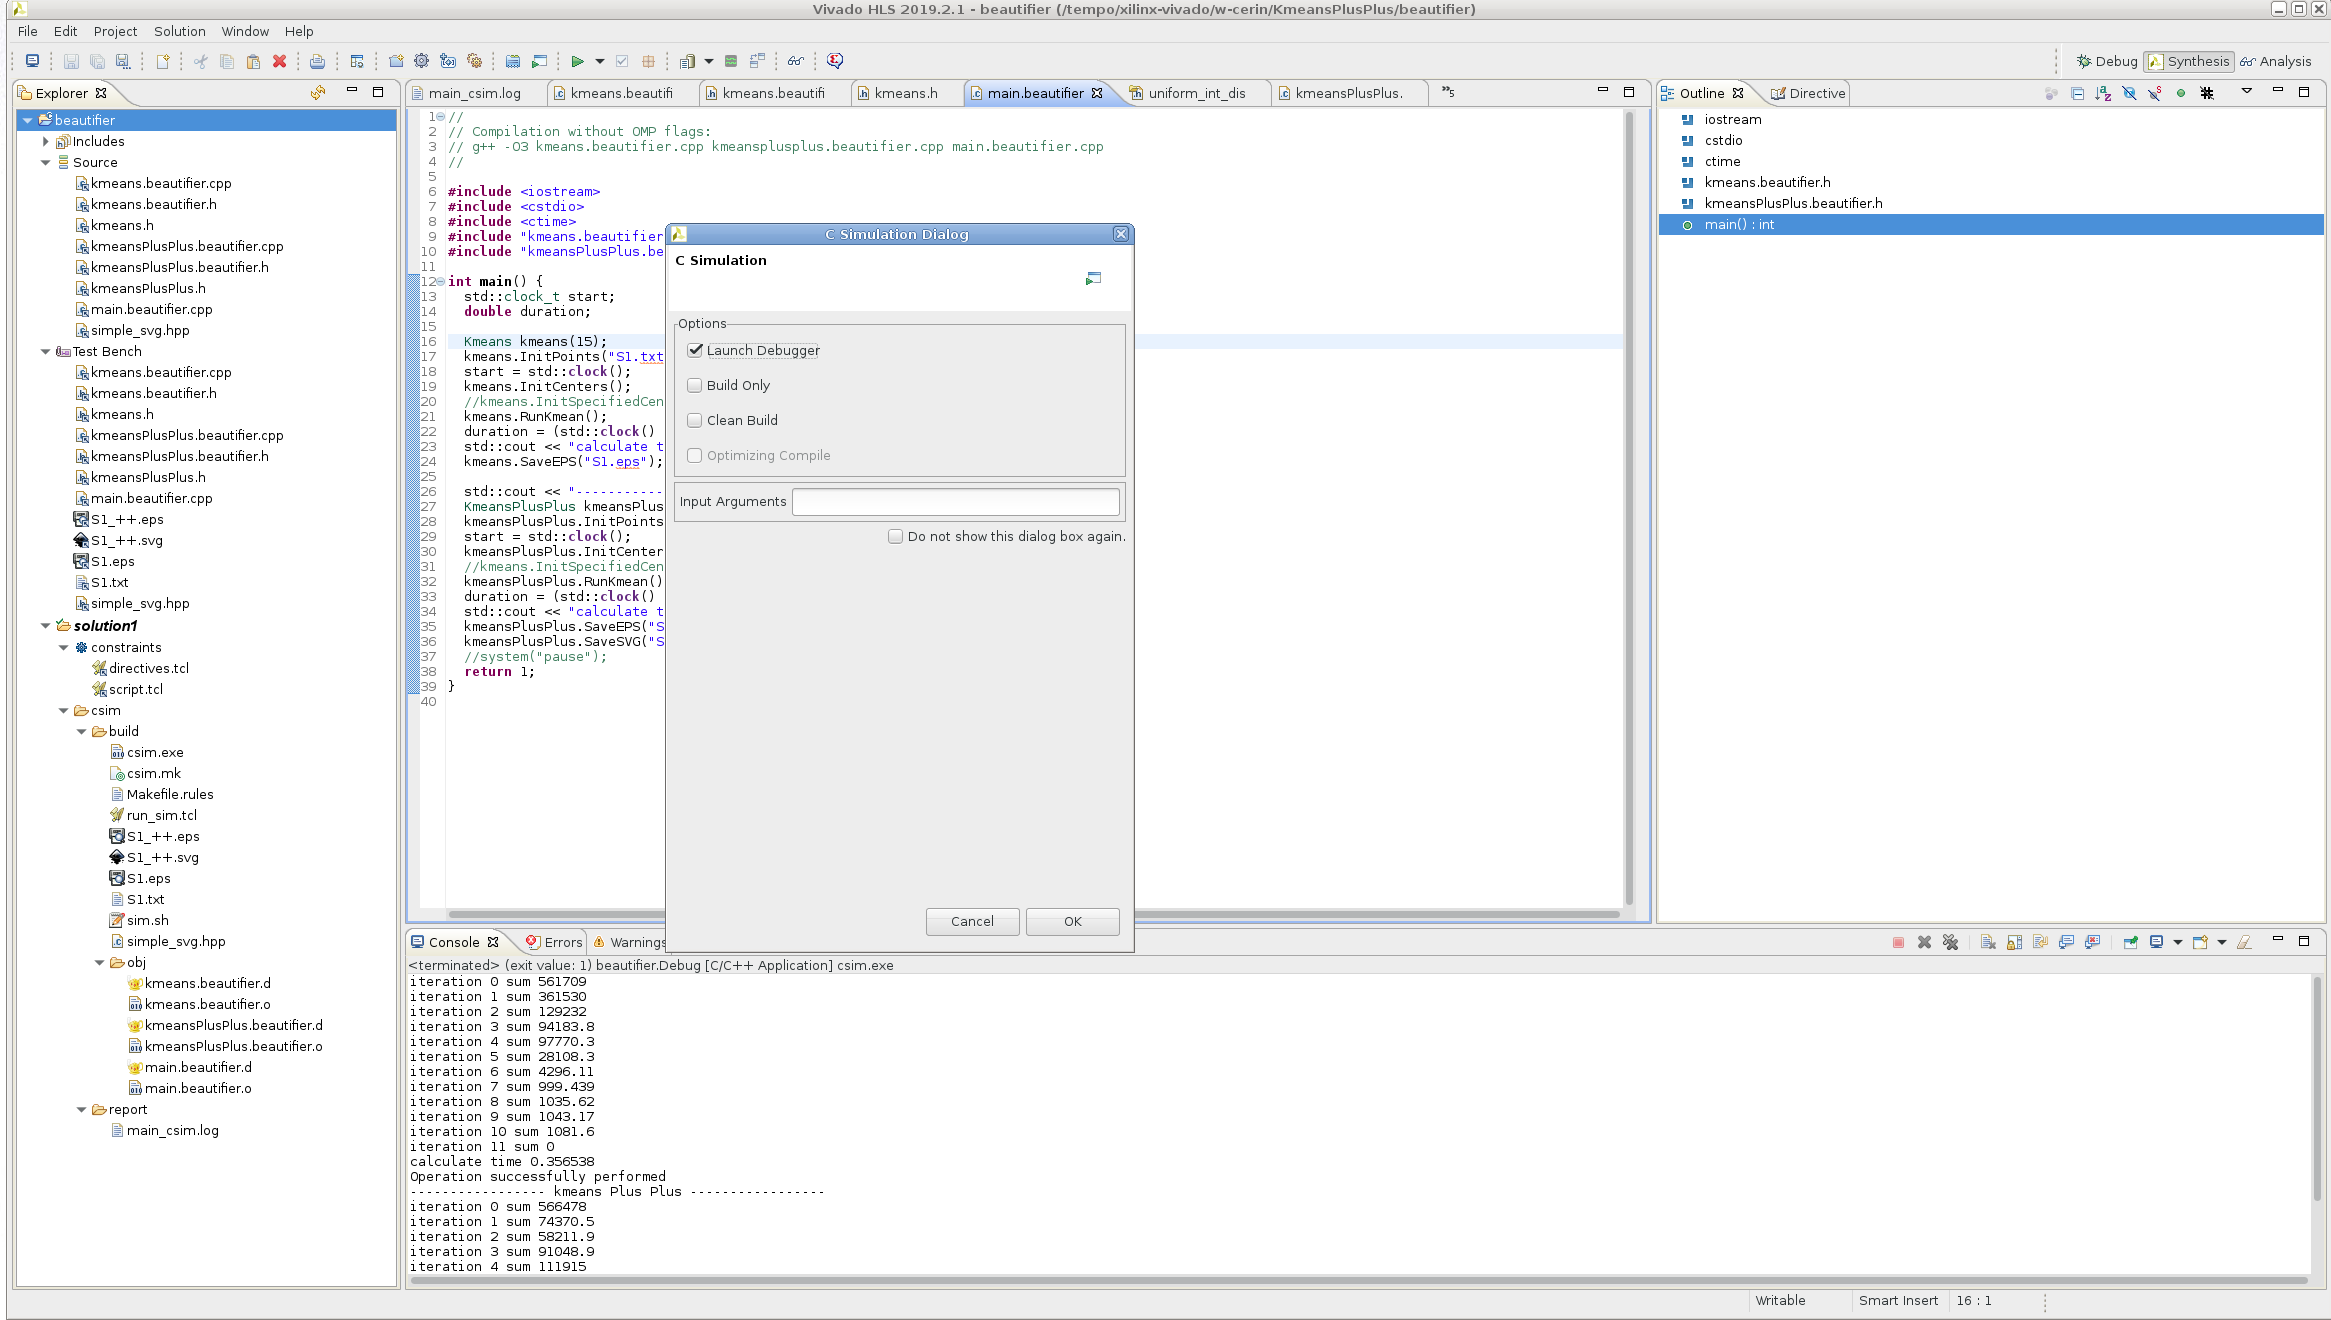 Vivado HLS 2019.2.1 - beautifier (/tempo/xilinx-vivado/w-cerin/KmeansPlusPlus/beautifier)
File Edit Project Solution Window Help
Debug Synthesis Analysis
Explorer
beautifier
Includes
Source
kmeans.beautifier.cpp
kmeans.beautifier.h
kmeans.h
kmeansPlusPlus.beautifier.cpp
kmeansPlusPlus.beautifier.h
kmeansPlusPlus.h
main.beautifier.cpp
simple_svg.hpp
Test Bench
kmeans.beautifier.cpp
kmeans.beautifier.h
kmeans.h
kmeansPlusPlus.beautifier.cpp
kmeansPlusPlus.beautifier.h
kmeansPlusPlus.h
main.beautifier.cpp
S1_++.eps
S1_++.svg
S1.eps
S1.txt
simple_svg.hpp
solution1
constraints
directives.tcl
script.tcl
csim
build
csim.exe
csim.mk
Makefile.rules
run_sim.tcl
S1_++.eps
S1_++.svg
S1.eps
S1.txt
sim.sh
simple_svg.hpp
obj
kmeans.beautifier.d
kmeans.beautifier.o
kmeansPlusPlus.beautifier.d
kmeansPlusPlus.beautifier.o
main.beautifier.d
main.beautifier.o
report
main_csim.log
main_csim.log kmeans.beautifi kmeans.beautifi kmeans.h main.beautifier uniform_int_dis kmeansPlusPlus. »5
1 //
2 // Compilation without OMP flags:
3 // g++ -O3 kmeans.beautifier.cpp kmeansplusplus.beautifier.cpp main.beautifier.cpp
4 //
5
6 #include <iostream>
7 #include <cstdio>
8 #include <ctime>
9 #include "kmeans.beautifier
10 #include "kmeansPlusPlus.be
11
12 int main() {
13 std::clock_t start;
14 double duration;
15
16 Kmeans kmeans(15);
17 kmeans.InitPoints("S1.txt
18 start = std::clock();
19 kmeans.InitCenters();
20 //kmeans.InitSpecifiedCen
21 kmeans.RunKmean();
22 duration = (std::clock()
23 std::cout << "calculate t
24 kmeans.SaveEPS("S1.eps");
25
26 std::cout << "-----------
27 KmeansPlusPlus kmeansPlus
28 kmeansPlusPlus.InitPoints
29 start = std::clock();
30 kmeansPlusPlus.InitCenter
31 //kmeans.InitSpecifiedCen
32 kmeansPlusPlus.RunKmean()
33 duration = (std::clock()
34 std::cout << "calculate t
35 kmeansPlusPlus.SaveEPS("S
36 kmeansPlusPlus.SaveSVG("S
37 //system("pause");
38 return 1;
39 }
40
C Simulation Dialog
C Simulation
Options
Launch Debugger
Build Only
Clean Build
Optimizing Compile
Input Arguments
Do not show this dialog box again.
Cancel OK
Outline Directive
iostream
cstdio
ctime
kmeans.beautifier.h
kmeansPlusPlus.beautifier.h
main() : int
Console Errors Warnings
<terminated> (exit value: 1) beautifier.Debug [C/C++ Application] csim.exe
iteration 0 sum 561709
iteration 1 sum 361530
iteration 2 sum 129232
iteration 3 sum 94183.8
iteration 4 sum 97770.3
iteration 5 sum 28108.3
iteration 6 sum 4296.11
iteration 7 sum 999.439
iteration 8 sum 1035.62
iteration 9 sum 1043.17
iteration 10 sum 1081.6
iteration 11 sum 0
calculate time 0.356538
Operation successfully performed
----------------- kmeans Plus Plus -----------------
iteration 0 sum 566478
iteration 1 sum 74370.5
iteration 2 sum 58211.9
iteration 3 sum 91048.9
iteration 4 sum 111915
Writable Smart Insert 16 : 1